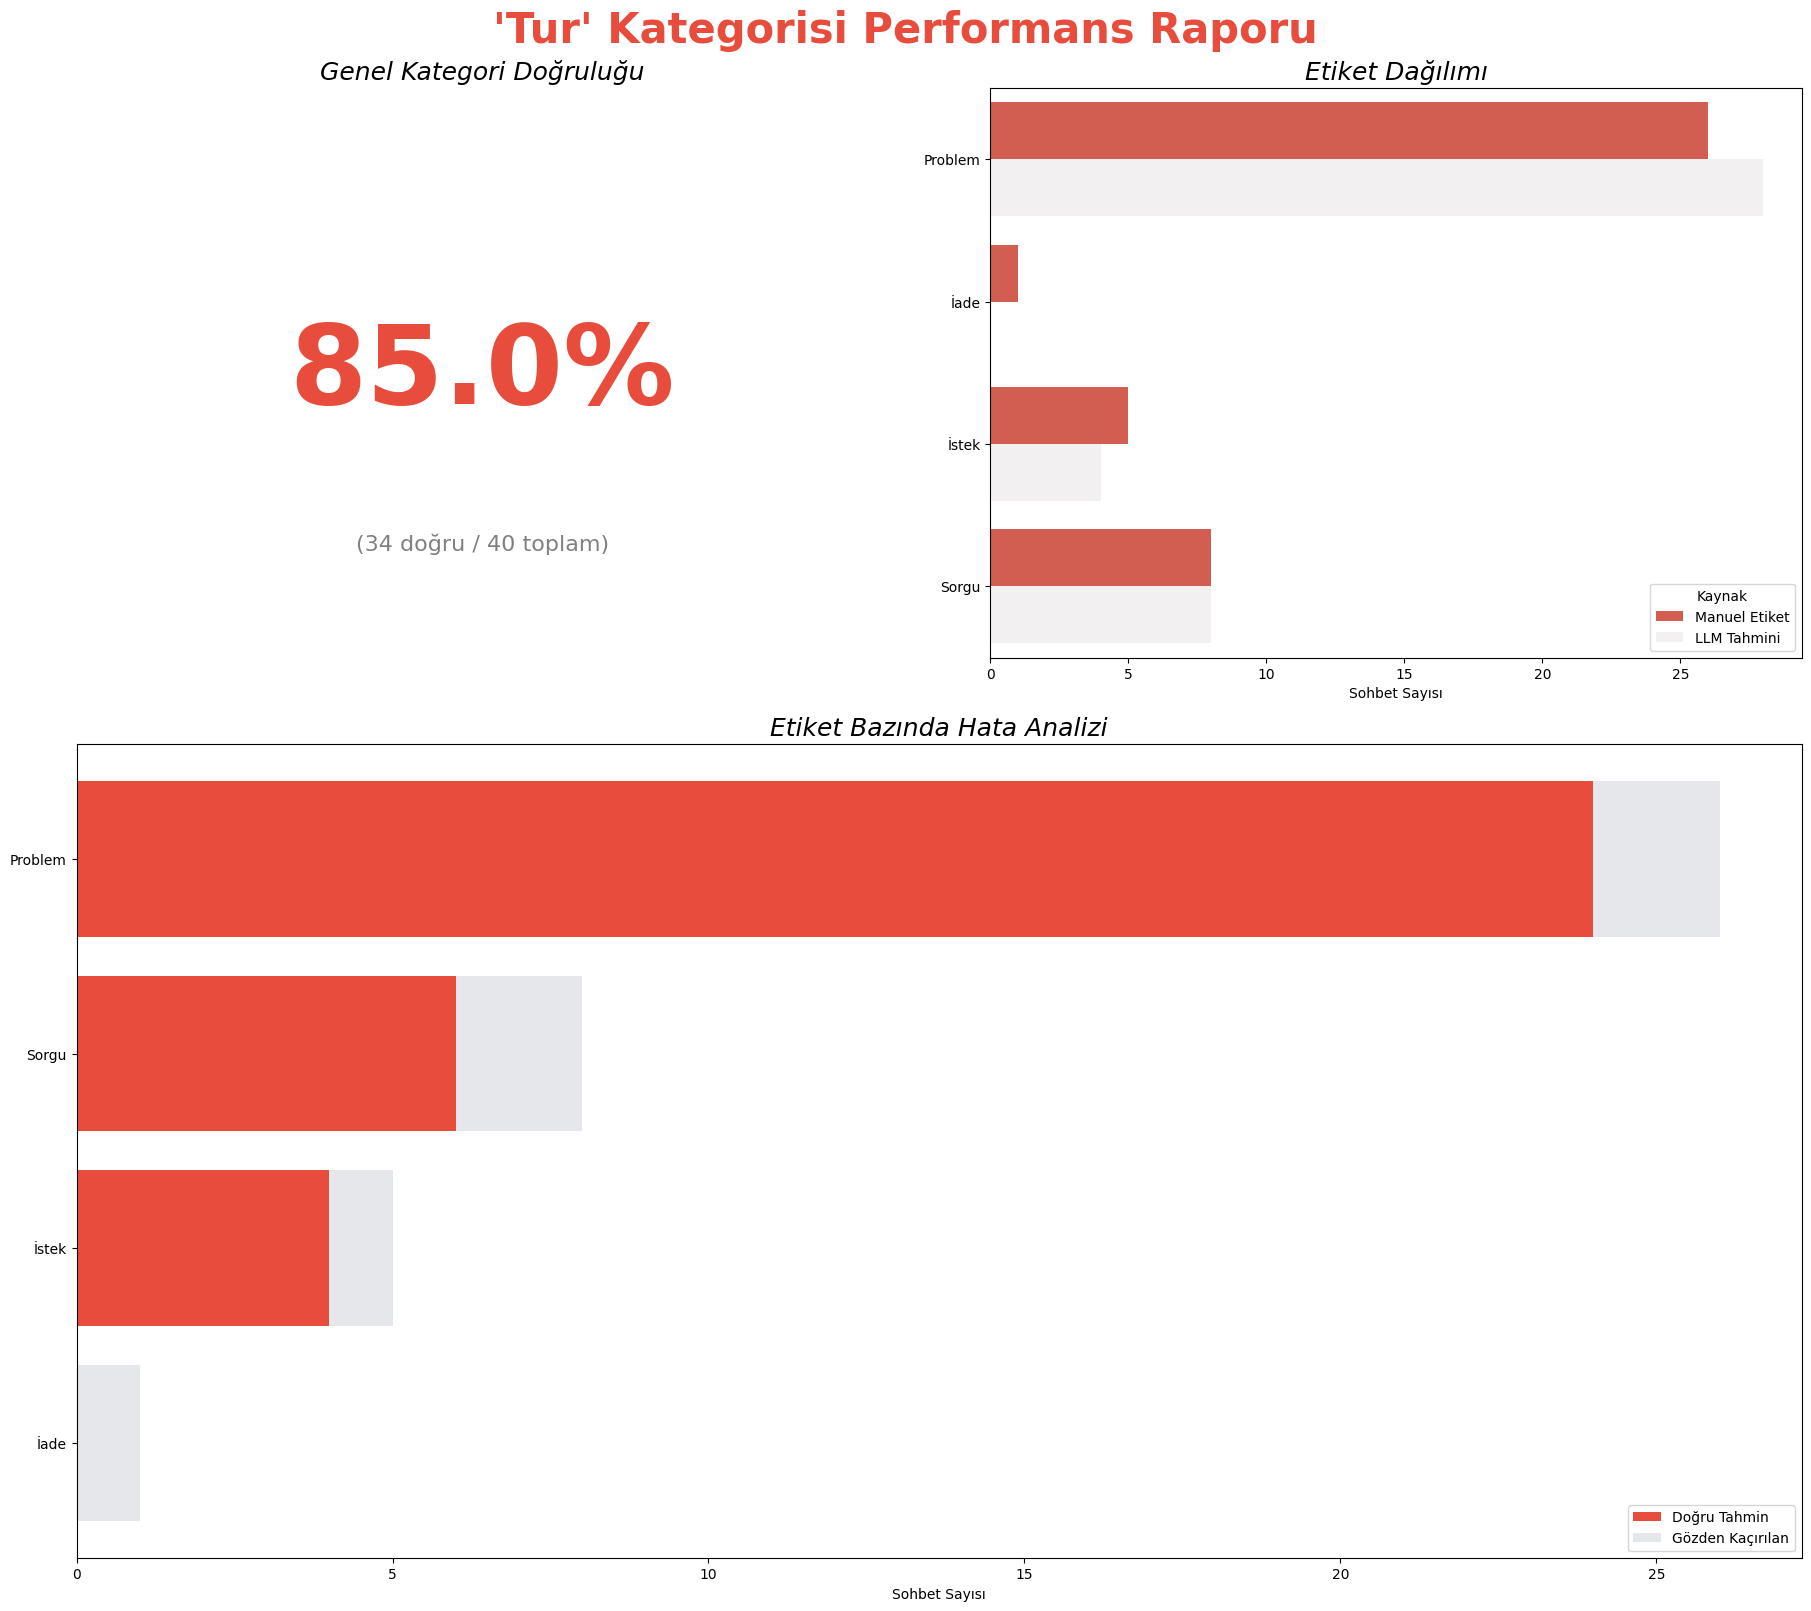 'Tur' Kategorisi Performans Raporu
Genel Kategori Doğruluğu
85.0%
(34 doğru / 40 toplam)
Etiket Dağılımı
Problem
İade
İstek
Sorgu
Kaynak
Manuel Etiket
LLM Tahmini
0 5 10 15 20 25
Sohbet Sayısı
Etiket Bazında Hata Analizi
Problem
Sorgu
İstek
İade
Doğru Tahmin
Gözden Kaçırılan
0 5 10 15 20 25
Sohbet Sayısı